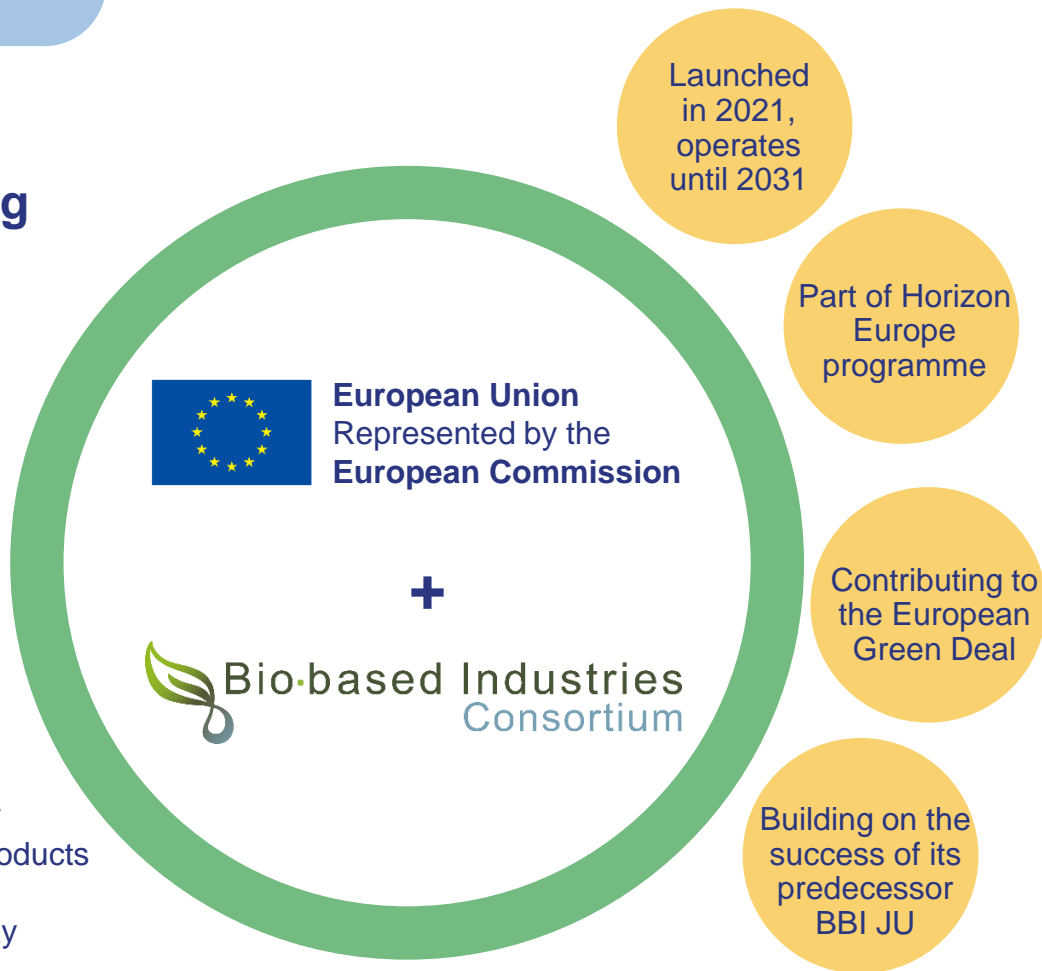 Launched
in 2021,
operates
until 2031
Part of Horizon
Europe
programme
European Union
Represented by the
European Commission
+
Bio-based Industries
Consortium
Contributing to
the European
Green Deal
Building on the
success of its
predecessor
BBI JU